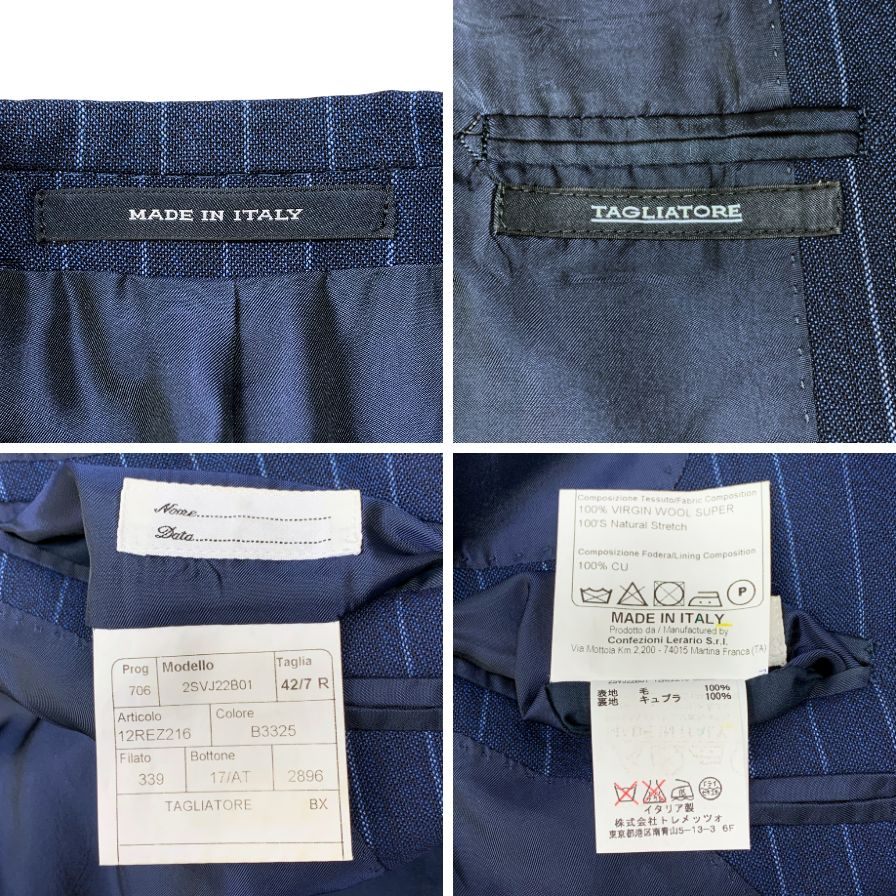 MADE IN ITALY
TAGLIATORE
Nome
Data
Prog Modello Taglia
706 2SVJ22B01 42/7 R
Articolo Colore
12REZ216 B3325
Filato Bottone
339 17/AT 2896
TAGLIATORE BX
Composizione Tessuto/Fabric Composition
100% VIRGIN WOOL SUPER
100'S Natural Stretch
Composizione Fodera/Lining Composition
100% CU
P
MADE IN ITALY
Prodotto da / Manufactured by
Confezioni Lerario S.r.l.
Via Mottola Km 2.200 - 74015 Martina Franca (TA)
2SVJ22B01
表地 毛 100%
裏地 キュプラ 100%
イタリア製
株式会社トレメッツォ
東京都港区南青山5-13-3 6F